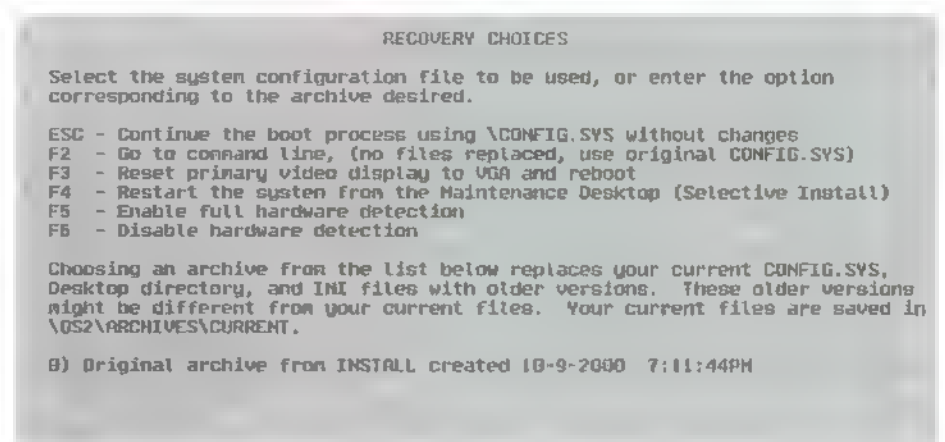 RECOVERY CHOICES
Select the system configuration file to be used, or enter the option
corresponding to the archive desired.
ESC - Continue the boot process using \CONFIG.SYS without changes
F2 - Go to command line, (no files replaced, use original CONFIG.SYS)
F3 - Reset primary video display to VGA and reboot
F4 - Restart the system from the Maintenance Desktop (Selective Install)
F5 - Enable full hardware detection
F6 - Disable hardware detection
Choosing an archive from the list below replaces your current CONFIG.SYS,
Desktop directory, and INI files with older versions. These older versions
might be different from your current files. Your current files are saved in
\OS2\ARCHIVES\CURRENT.
0) Original archive from INSTALL created 10-9-2000 7:11:44PM